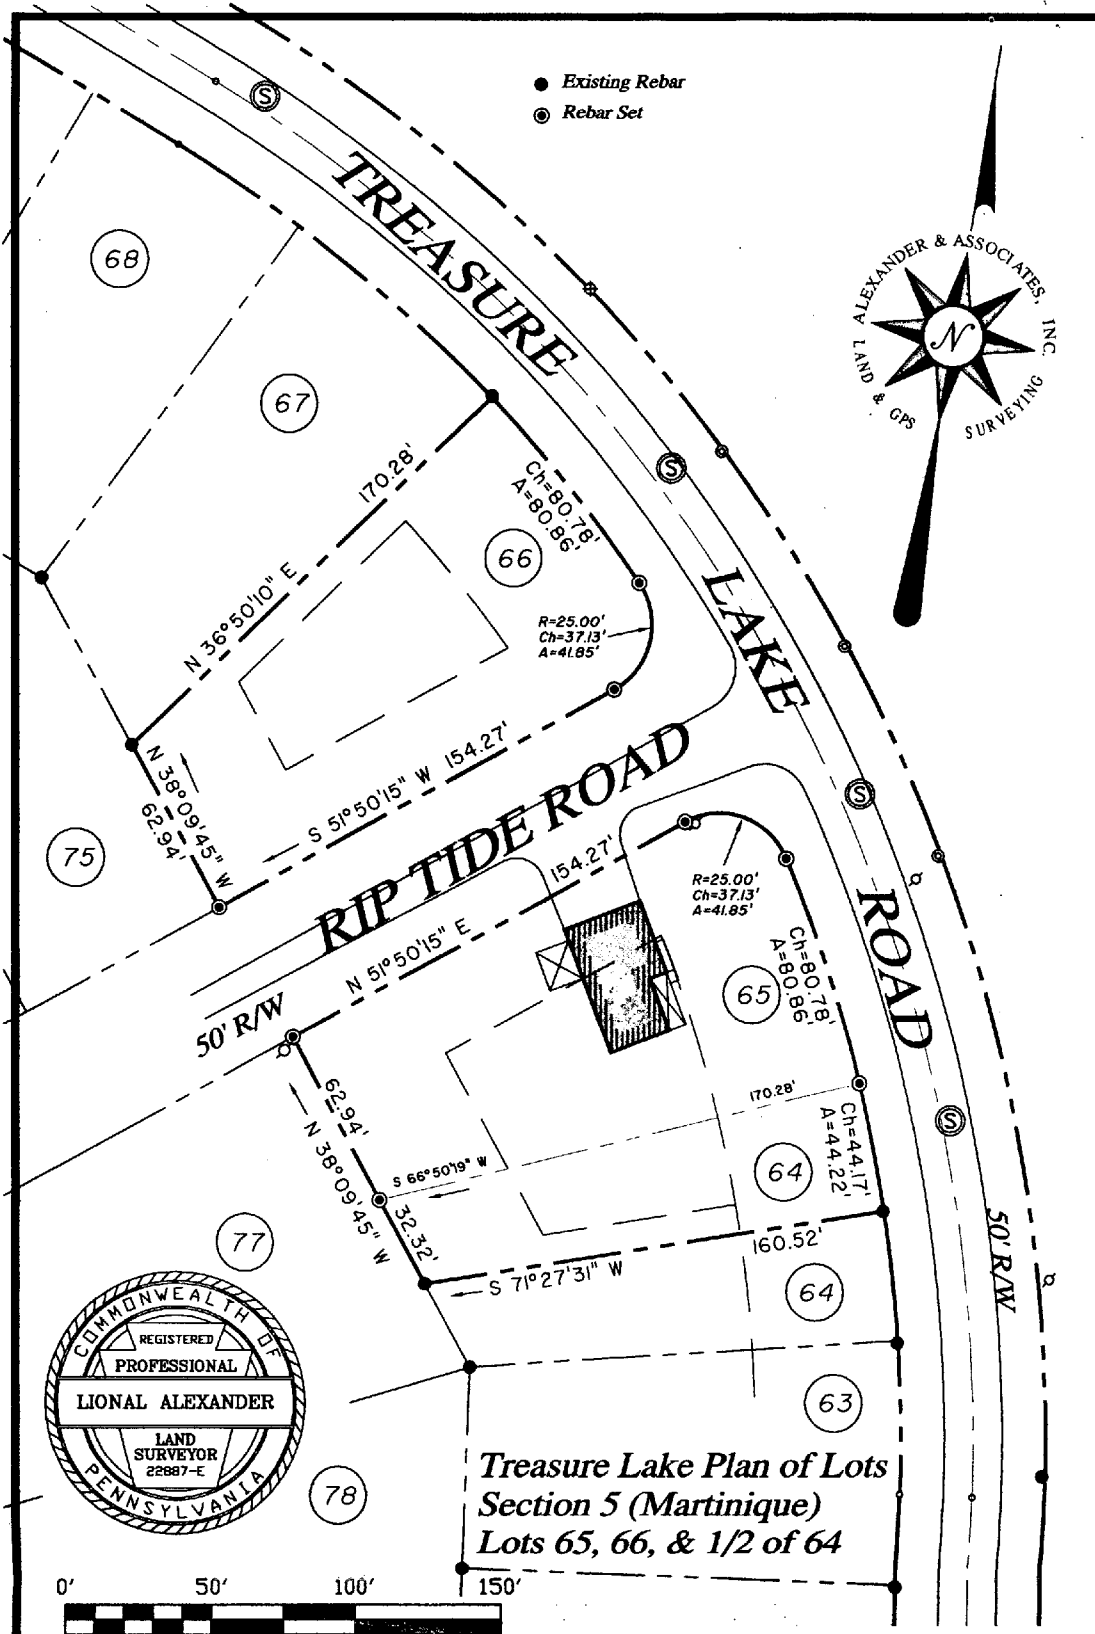 Existing Rebar
Rebar Set
S
TREASURE
LAKE
ROAD
68
ALEXANDER & ASSOCIATES, INC.
LAND & GPS SURVEYING
N
67
170.28'
N 36°50'10" E
Ch=80.78'
A=80.86'
66
S
R=25.00'
Ch=37.13'
A=41.85'
N 38°09'45" W
62.94'
S 51°50'15" W 154.27'
75
RIP TIDE ROAD
S
50' R/W
N 51°50'15" E 154.27'
R=25.00'
Ch=37.13'
A=41.85'
Ch=80.78'
A=80.86'
65
62.94'
N 38°09'45" W
170.28'
S 66°50'19" W
S
Ch=44.17'
A=44.22'
64
32.32'
160.52'
S 71°27'31" W
50' R/W
77
64
COMMONWEALTH OF
REGISTERED
PROFESSIONAL
LIONAL ALEXANDER
LAND
SURVEYOR
22887-E
PENNSYLVANIA
63
78
Treasure Lake Plan of Lots
Section 5 (Martinique)
Lots 65, 66, & 1/2 of 64
0' 50' 100' 150'